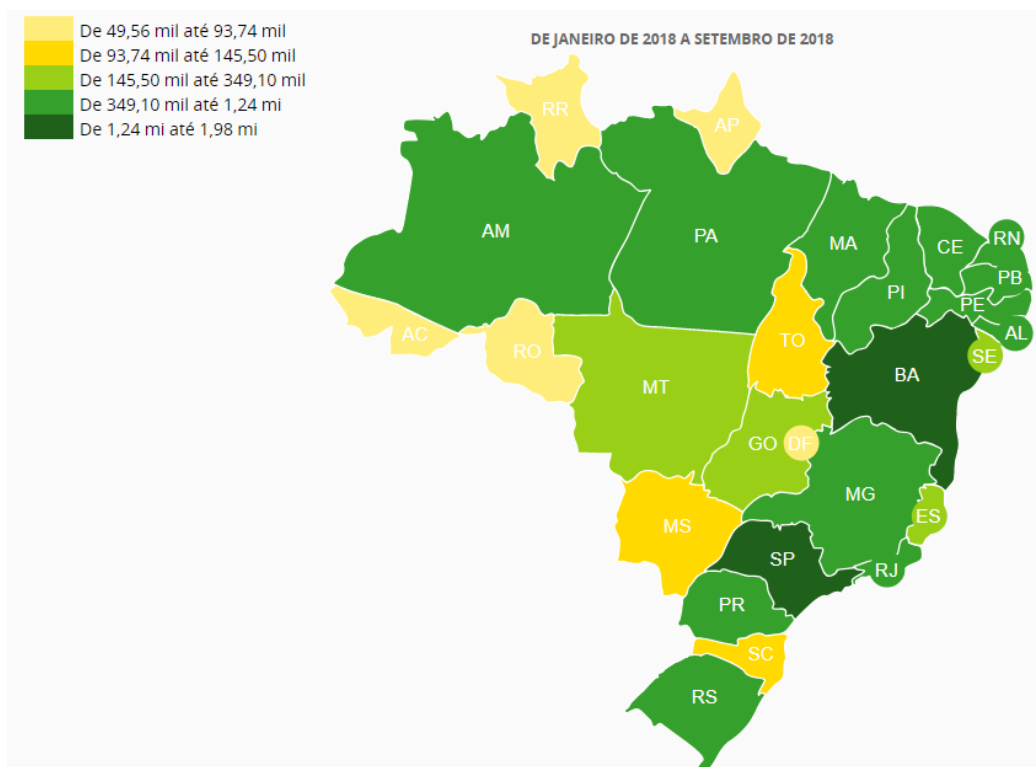 De 49,56 mil até 93,74 mil
De 93,74 mil até 145,50 mil
De 145,50 mil até 349,10 mil
De 349,10 mil até 1,24 mi
De 1,24 mi até 1,98 mi
DE JANEIRO DE 2018 A SETEMBRO DE 2018
RR
AP
AM
PA
MA
CE
RN
PI
PB
PE
AC
RO
TO
AL
SE
MT
BA
GO
DF
MG
MS
ES
SP
RJ
PR
SC
RS